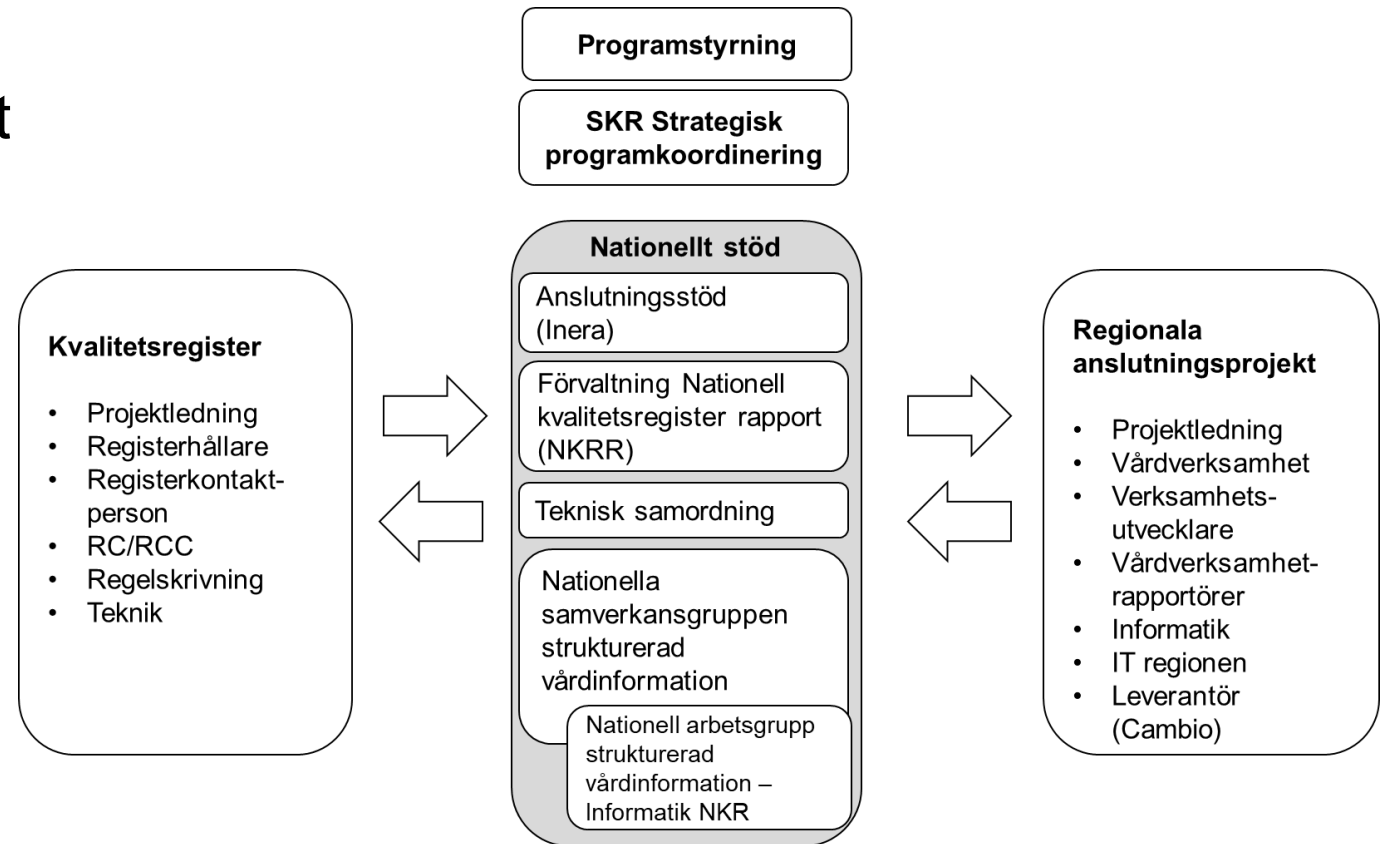 t
Programstyrning
SKR Strategisk
programkoordinering
Kvalitetsregister
• Projektledning
• Registerhållare
• Registerkontakt-
person
• RC/RCC
• Regelskrivning
• Teknik
Nationellt stöd
Anslutningsstöd
(Inera)
Förvaltning Nationell
kvalitetsregister rapport
(NKRR)
Teknisk samordning
Nationella
samverkansgruppen
strukturerad
vårdinformation
Nationell arbetsgrupp
strukturerad
vårdinformation –
Informatik NKR
Regionala
anslutningsprojekt
• Projektledning
• Vårdverksamhet
• Verksamhets-
utvecklare
• Vårdverksamhet-
rapportörer
• Informatik
• IT regionen
• Leverantör
(Cambio)